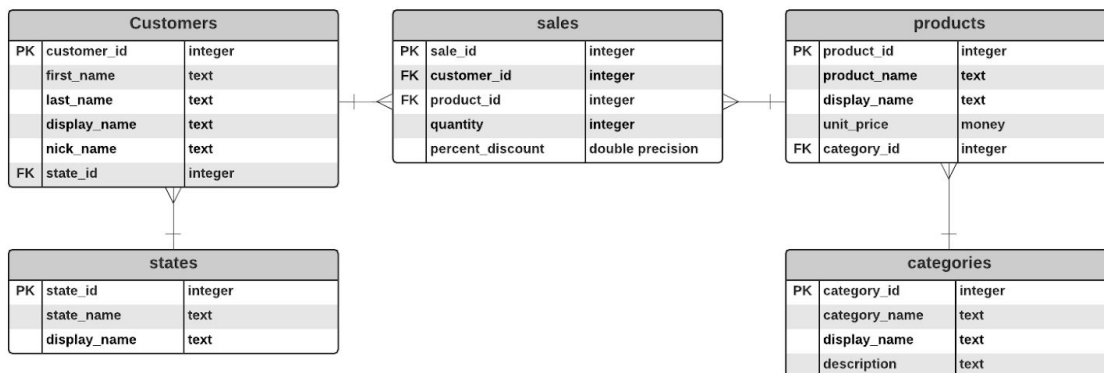 Customers
PK customer_id integer
first_name text
last_name text
display_name text
nick_name text
FK state_id integer
sales
PK sale_id integer
FK customer_id integer
FK product_id integer
quantity integer
percent_discount double precision
products
PK product_id integer
product_name text
display_name text
unit_price money
FK category_id integer
states
PK state_id integer
state_name text
display_name text
categories
PK category_id integer
category_name text
display_name text
description text